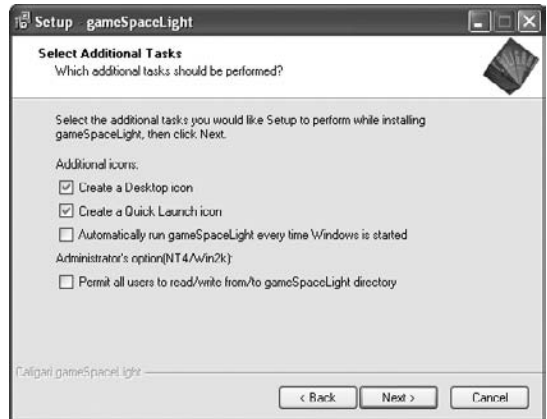 Setup - gameSpaceLight
Select Additional Tasks
Which additional tasks should be performed?
Select the additional tasks you would like Setup to perform while installing
gameSpaceLight, then click Next.
Additional icons:
Create a Desktop icon
Create a Quick Launch icon
Automatically run gameSpaceLight every time Windows is started
Administrator's option(NT4/Win2k):
Permit all users to read/write from/to gameSpaceLight directory
Caligari gameSpaceLight
< Back
Next >
Cancel